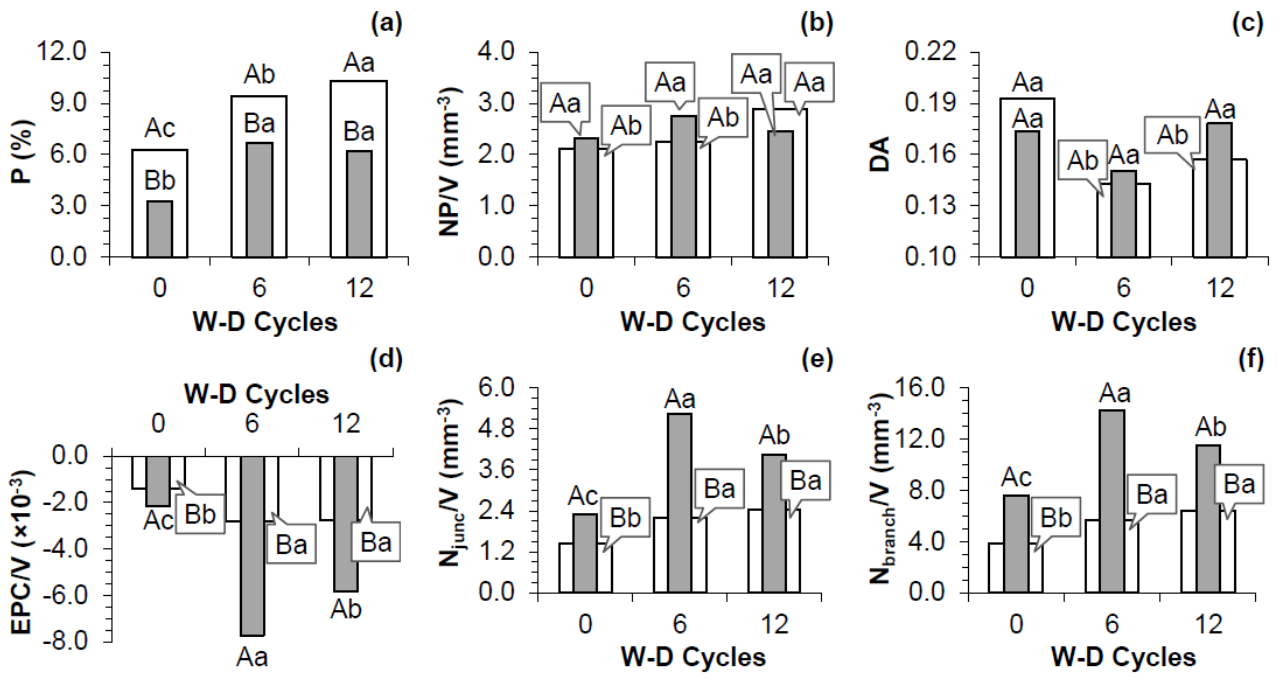 (a)
12.0
9.0
6.0
3.0
0.0
P (%)
Ac
Bb
Ab
Ba
Aa
Ba
0 6 12
W-D Cycles
(b)
4.0
3.0
2.0
1.0
0.0
NP/V (mm⁻³)
Aa
Ab
Aa
Ab
Aa
Aa
0 6 12
W-D Cycles
(c)
0.22
0.19
0.16
0.13
0.10
DA
Aa
Aa
Ab
Aa
Ab
Aa
0 6 12
W-D Cycles
(d)
W-D Cycles
0 6 12
0.0
-2.0
-4.0
-6.0
-8.0
EPC/V (×10⁻³)
Ac
Bb
Aa
Ba
Ab
Ba
(e)
6.0
4.8
3.6
2.4
1.2
0.0
Njunc/V (mm⁻³)
Ac
Bb
Aa
Ba
Ab
Ba
0 6 12
W-D Cycles
(f)
16.0
12.0
8.0
4.0
0.0
Nbranch/V (mm⁻³)
Ac
Bb
Aa
Ba
Ab
Ba
0 6 12
W-D Cycles